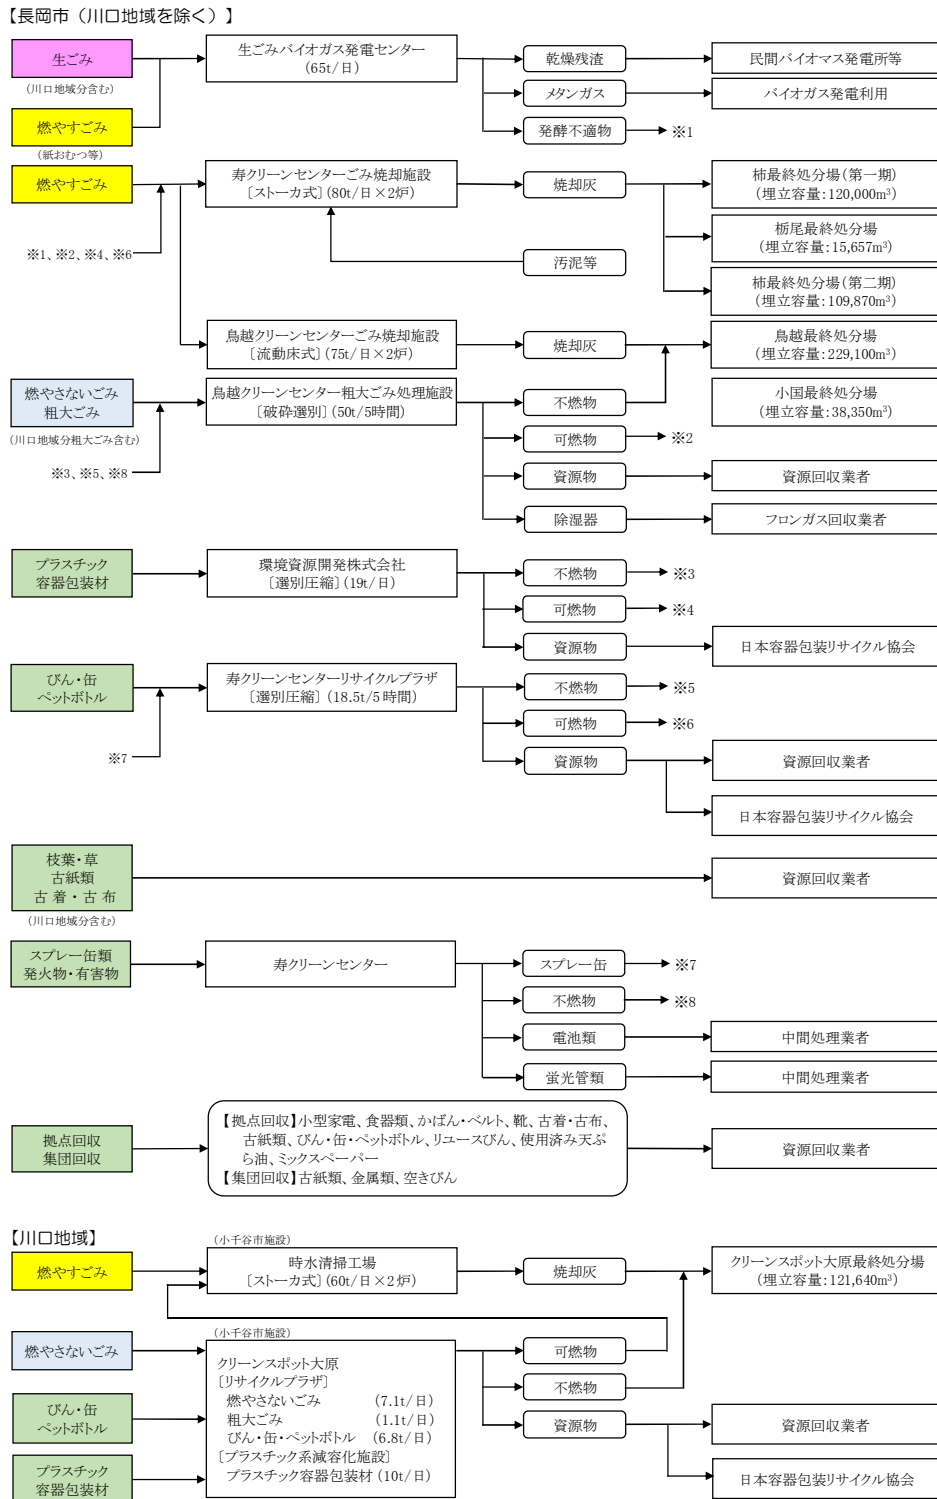 【長岡市（川口地域を除く）】
生ごみ
（川口地域分含む）
燃やすごみ
（紙おむつ等）
生ごみバイオガス発電センター
（65t/日）
乾燥残渣
民間バイオマス発電所等
メタンガス
バイオガス発電利用
発酵不適物
※1
燃やすごみ
※1、※2、※4、※6
寿クリーンセンターごみ焼却施設
〔ストーカ式〕（80t/日×2炉）
焼却灰
柿最終処分場（第一期）
（埋立容量：120,000m³）
栃尾最終処分場
（埋立容量：15,657m³）
汚泥等
柿最終処分場（第二期）
（埋立容量：109,870m³）
鳥越クリーンセンターごみ焼却施設
〔流動床式〕（75t/日×2炉）
焼却灰
鳥越最終処分場
（埋立容量：229,100m³）
燃やさないごみ
粗大ごみ
（川口地域分粗大ごみ含む）
※3、※5、※8
鳥越クリーンセンター粗大ごみ処理施設
〔破砕選別〕（50t/5時間）
不燃物
小国最終処分場
（埋立容量：38,350m³）
可燃物
※2
資源物
資源回収業者
除湿器
フロンガス回収業者
プラスチック
容器包装材
環境資源開発株式会社
〔選別圧縮〕（19t/日）
不燃物
※3
可燃物
※4
資源物
日本容器包装リサイクル協会
びん・缶
ペットボトル
※7
寿クリーンセンターリサイクルプラザ
〔選別圧縮〕（18.5t/5時間）
不燃物
※5
可燃物
※6
資源物
資源回収業者
日本容器包装リサイクル協会
枝葉・草
古紙類
古着・古布
（川口地域分含む）
資源回収業者
スプレー缶類
発火物・有害物
寿クリーンセンター
スプレー缶
※7
不燃物
※8
電池類
中間処理業者
蛍光管類
中間処理業者
拠点回収
集団回収
【拠点回収】小型家電、食器類、かばん・ベルト、靴、古着・古布、
古紙類、びん・缶・ペットボトル、リユースびん、使用済み天ぷ
ら油、ミックスペーパー
【集団回収】古紙類、金属類、空きびん
資源回収業者
【川口地域】
燃やすごみ
（小千谷市施設）
時水清掃工場
〔ストーカ式〕（60t/日×2炉）
焼却灰
クリーンスポット大原最終処分場
（埋立容量：121,640m³）
燃やさないごみ
びん・缶
ペットボトル
プラスチック
容器包装材
（小千谷市施設）
クリーンスポット大原
〔リサイクルプラザ〕
燃やさないごみ （7.1t/日）
粗大ごみ （1.1t/日）
びん・缶・ペットボトル （6.8t/日）
〔プラスチック系減容化施設〕
プラスチック容器包装材（10t/日）
可燃物
不燃物
資源物
資源回収業者
日本容器包装リサイクル協会